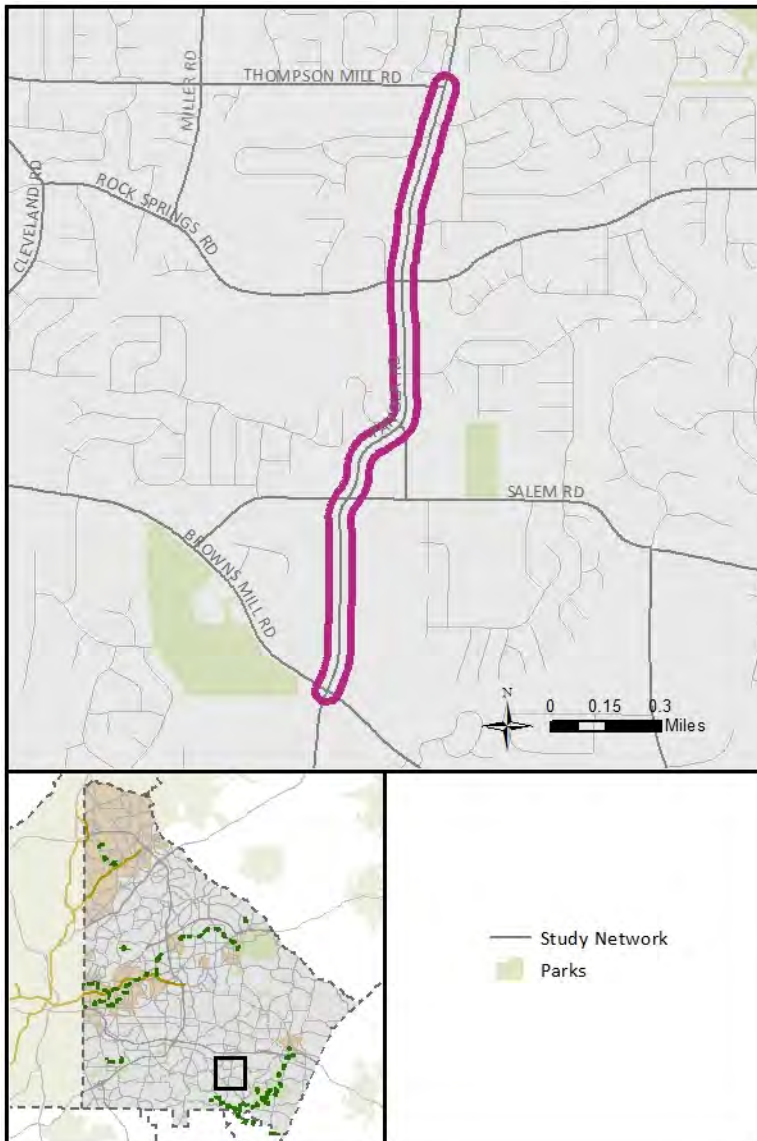 THOMPSON MILL RD
MILLER RD
CLEVELAND RD
ROCK SPRINGS RD
SALEM RD
BROWNS MILL RD
N
0 0.15 0.3
Miles
Study Network
Parks